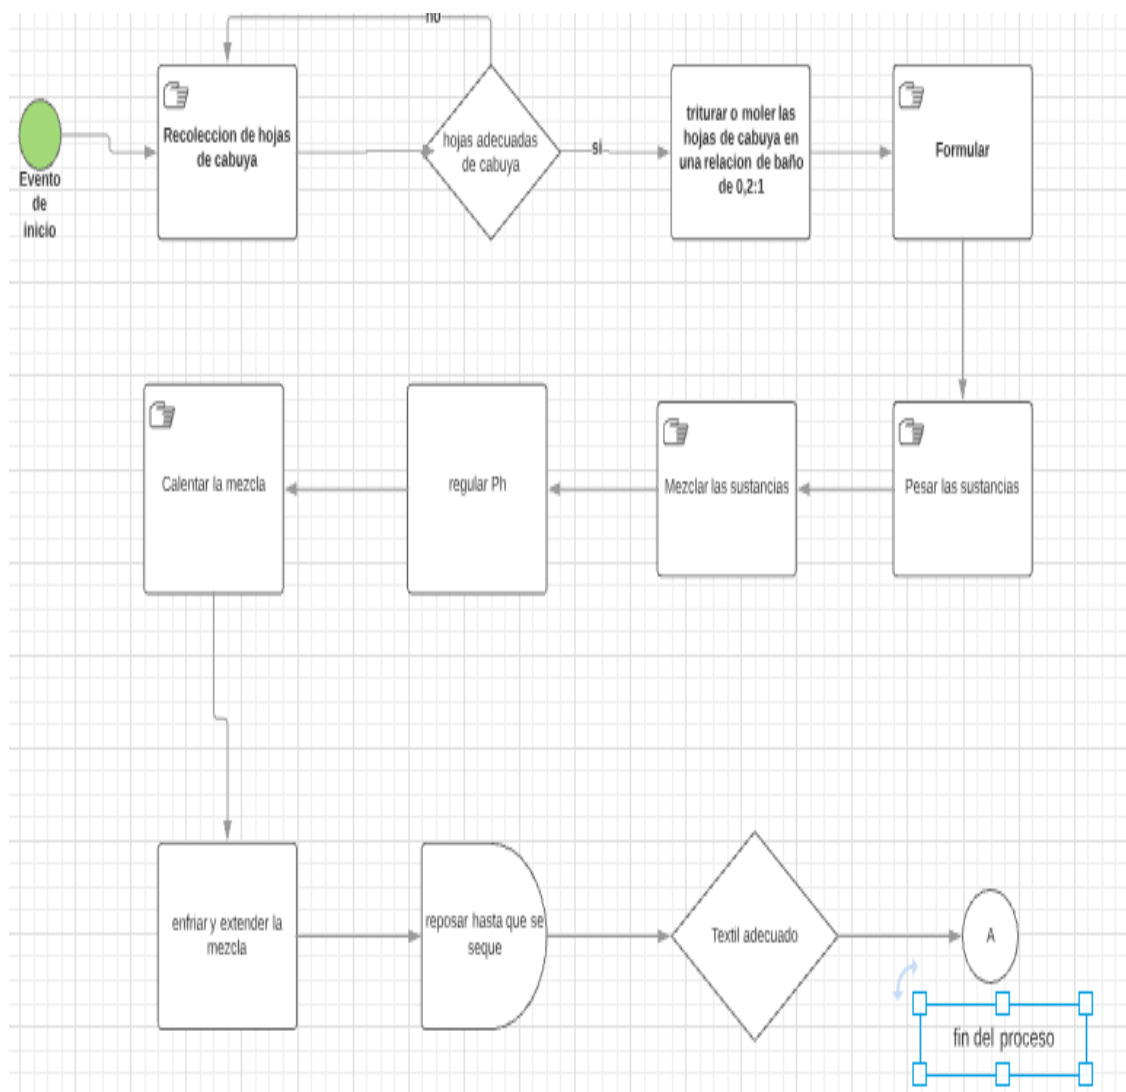 no
Evento
de
inicio
Recoleccion de hojas
de cabuya
hojas adecuadas
de cabuya
si
triturar o moler las
hojas de cabuya en
una relacion de baño
de 0,2:1
Formular
Pesar las sustancias
Mezclar las sustancias
regular Ph
Calentar la mezcla
enfriar y extender la
mezcla
reposar hasta que se
seque
Textil adecuado
A
fin del proceso